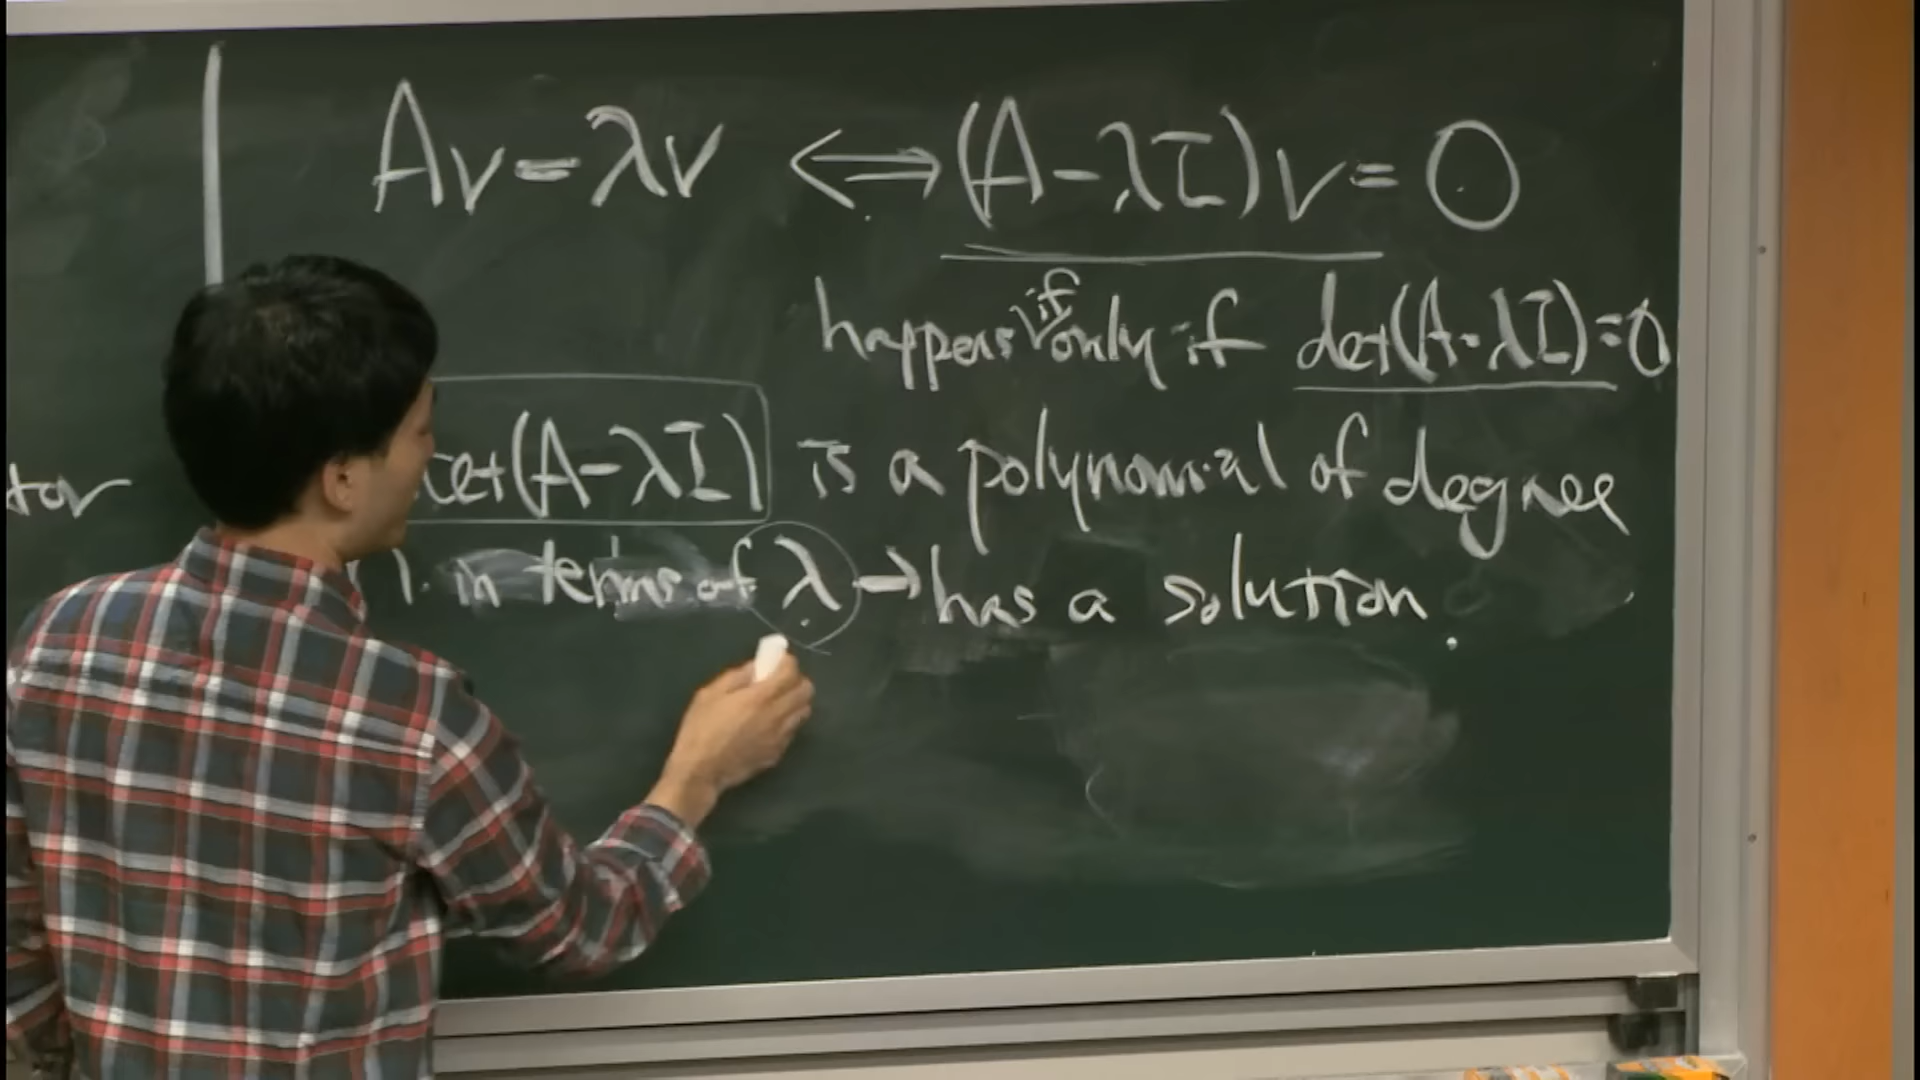 Av = λv ⟺ (A - λI) v = 0
happens if only if det(A - λI) = 0
det(A - λI) is a polynomial of degree
tor
in terms of λ → has a solution.